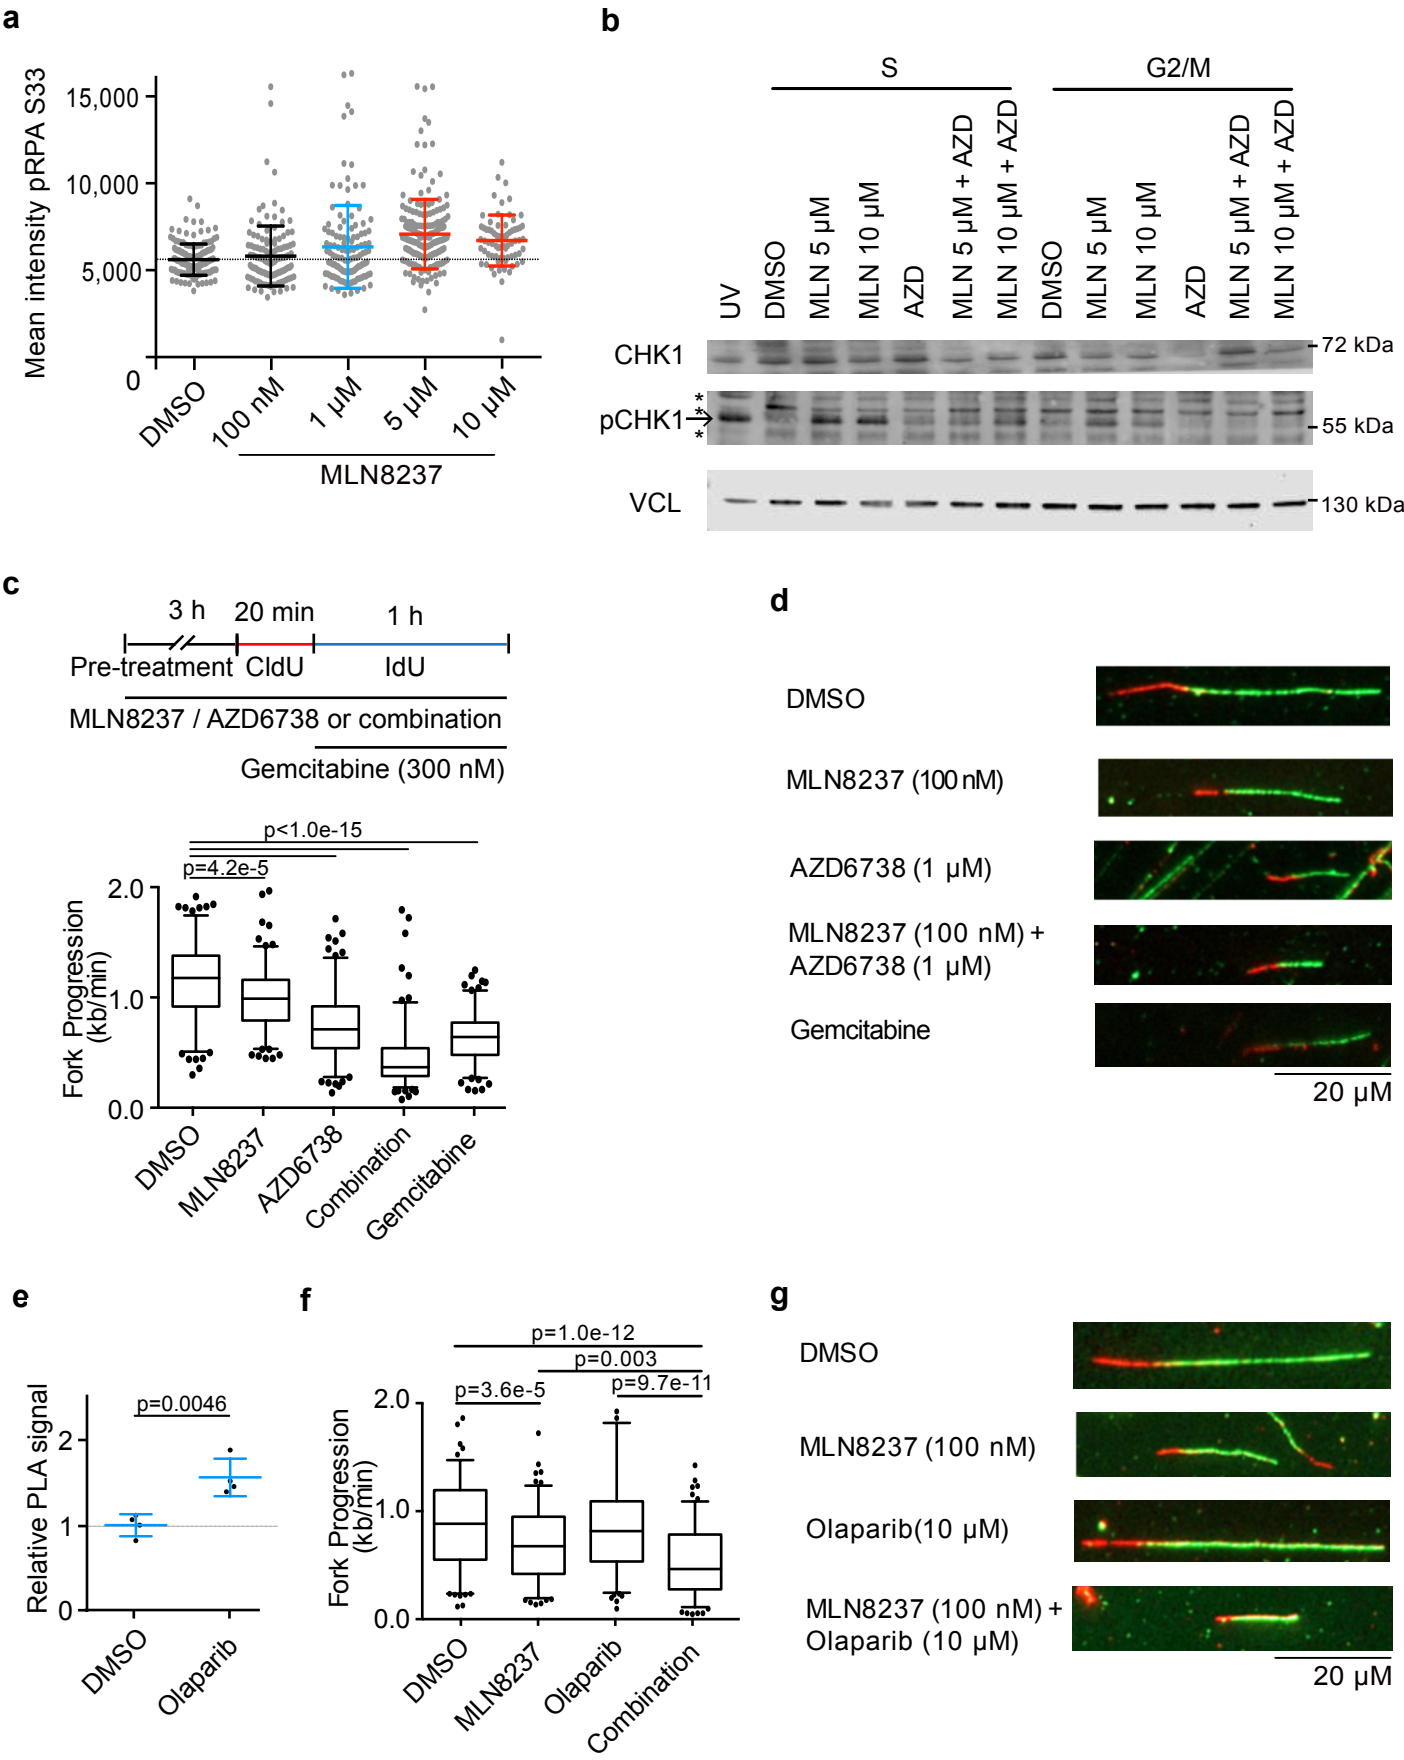 a
Mean intensity pRPA S33
15,000
10,000
5,000
0
DMSO
100 nM
1 µM
5 µM
10 µM
MLN8237
b
S
G2/M
UV
DMSO
MLN 5 µM
MLN 10 µM
AZD
MLN 5 µM + AZD
MLN 10 µM + AZD
DMSO
MLN 5 µM
MLN 10 µM
AZD
MLN 5 µM + AZD
MLN 10 µM + AZD
CHK1
72 kDa
*
*
pCHK1
*
55 kDa
VCL
130 kDa
c
3 h 20 min 1 h
Pre-treatment CldU IdU
MLN8237 / AZD6738 or combination
Gemcitabine (300 nM)
p<1.0e-15
p=4.2e-5
Fork Progression
(kb/min)
2.0
1.0
0.0
DMSO
MLN8237
AZD6738
Combination
Gemcitabine
d
DMSO
MLN8237 (100 nM)
AZD6738 (1 µM)
MLN8237 (100 nM) +
AZD6738 (1 µM)
Gemcitabine
20 µM
e
Relative PLA signal
p=0.0046
2
1
0
DMSO
Olaparib
f
p=1.0e-12
p=0.003
p=3.6e-5
p=9.7e-11
Fork Progression
(kb/min)
2.0
1.0
0.0
DMSO
MLN8237
Olaparib
Combination
g
DMSO
MLN8237 (100 nM)
Olaparib(10 µM)
MLN8237 (100 nM) +
Olaparib (10 µM)
20 µM